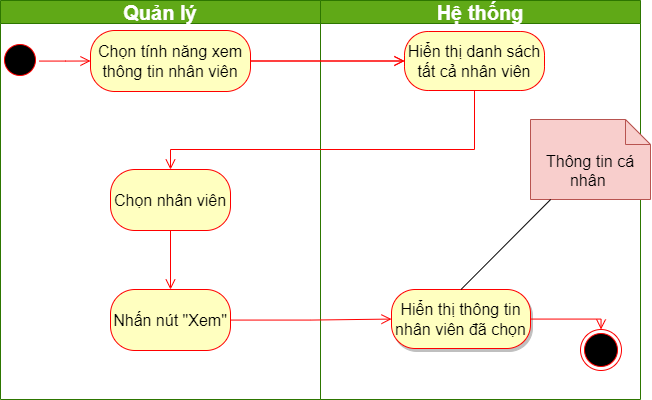 Quản lý
Hệ thống
Chọn tính năng xem
thông tin nhân viên
Hiển thị danh sách
tất cả nhân viên
Thông tin cá
nhân
Chọn nhân viên
Nhấn nút "Xem"
Hiển thị thông tin
nhân viên đã chọn